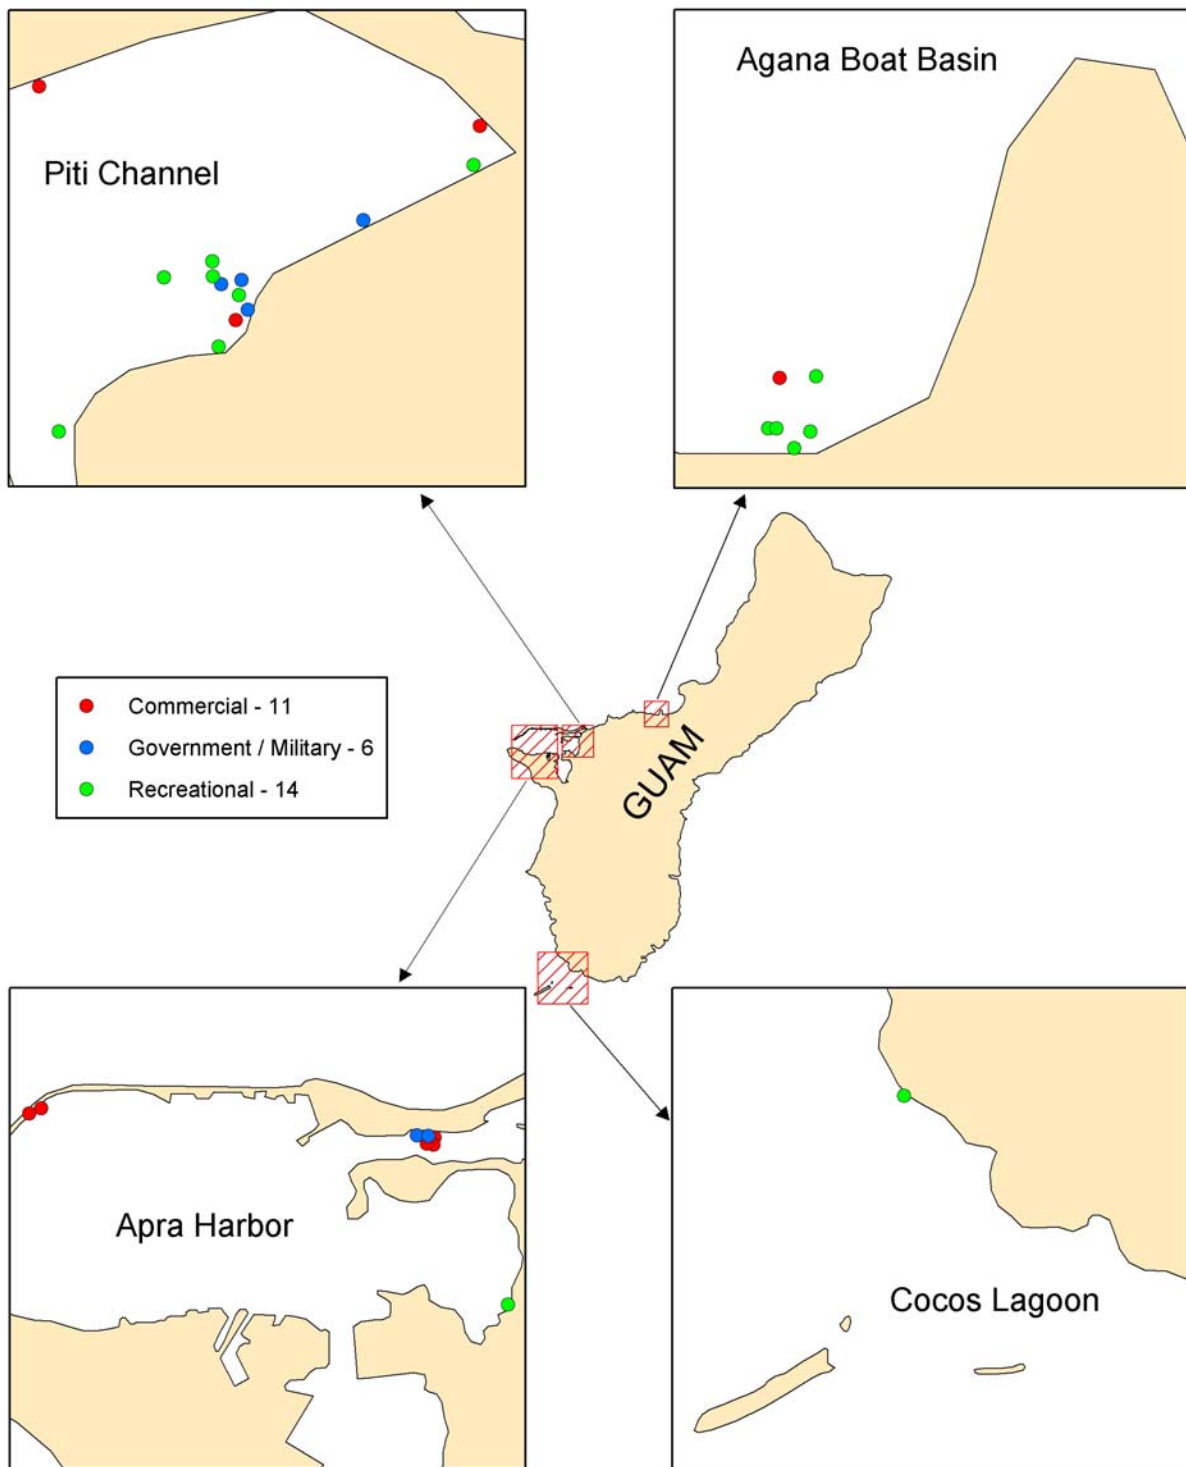 Piti Channel
Agana Boat Basin
Commercial - 11
Government / Military - 6
Recreational - 14
GUAM
Apra Harbor
Cocos Lagoon